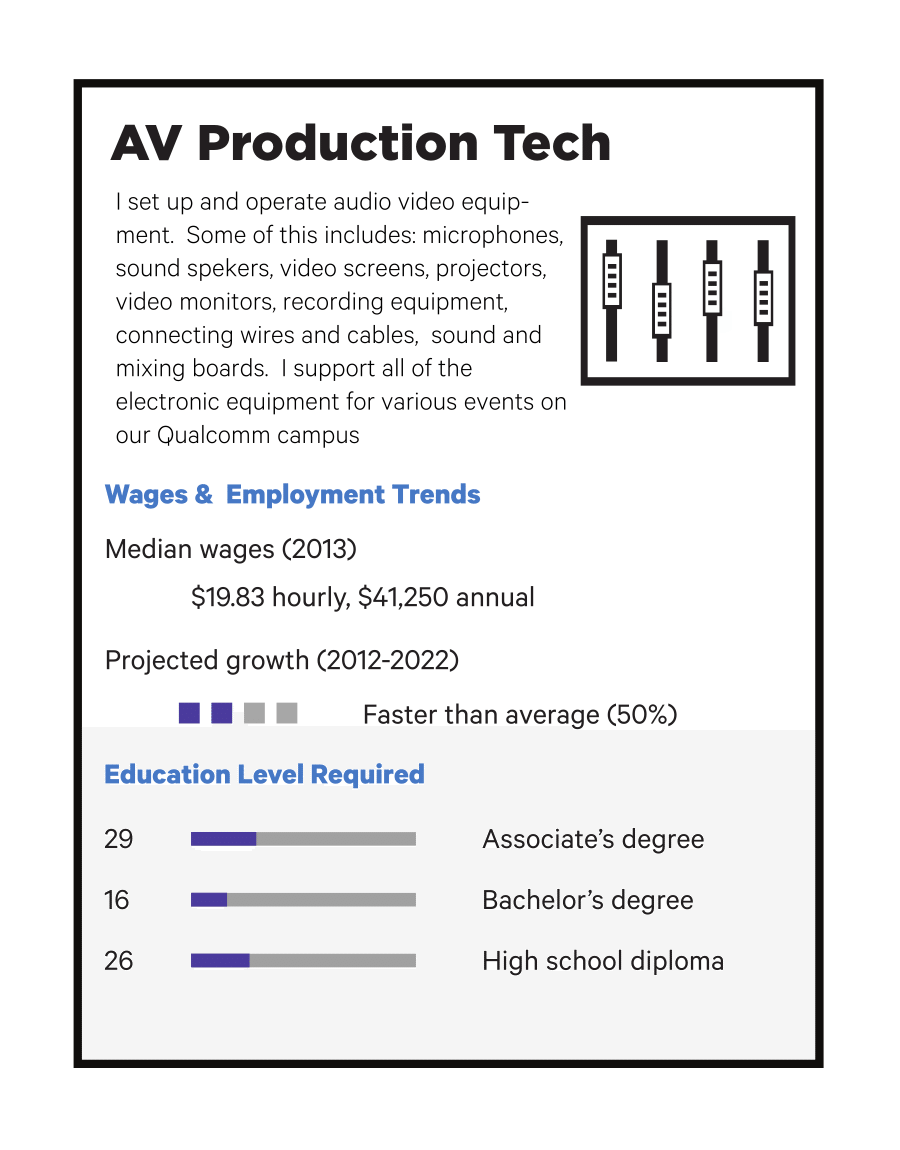 AV Production Tech
I set up and operate audio video equip-
ment.  Some of this includes: microphones,
sound spekers, video screens, projectors,
video monitors, recording equipment,
connecting wires and cables,  sound and
mixing boards.  I support all of the
electronic equipment for various events on
our Qualcomm campus
Wages &  Employment Trends
Median wages (2013)
$19.83 hourly, $41,250 annual
Projected growth (2012-2022)
Faster than average (50%)
Education Level Required
29 Associate’s degree
16 Bachelor’s degree
26 High school diploma